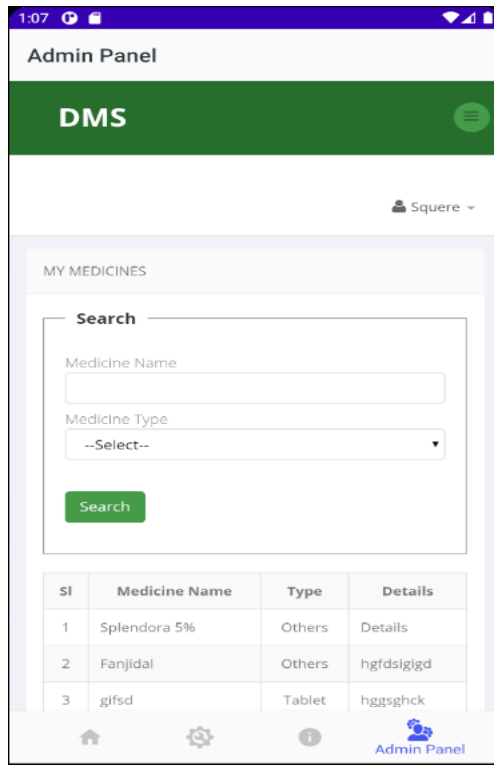 1:07
Admin Panel
DMS
Squere
MY MEDICINES
Search
Medicine Name
Medicine Type
--Select--
Search
Sl Medicine Name Type Details
1 Splendora 5% Others Details
2 Fanjidal Others hgfdsigigd
3 gifsd Tablet hggsghck
Admin Panel